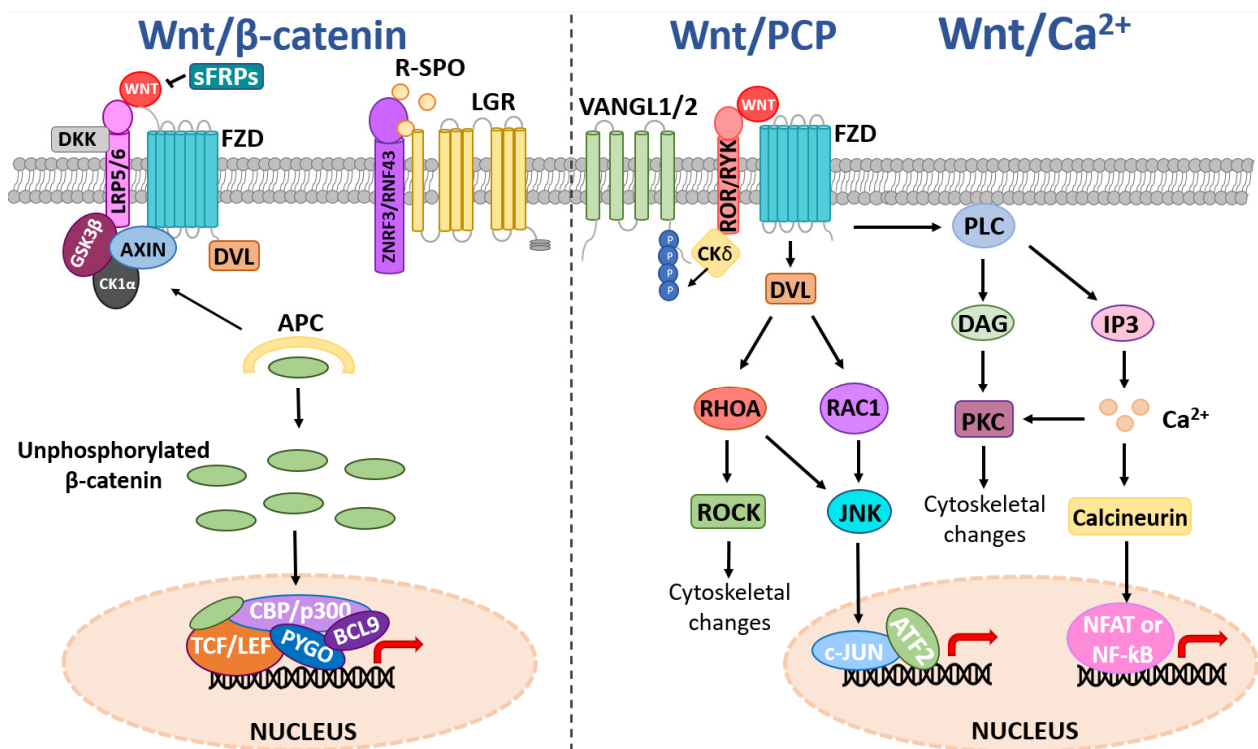 Wnt/β-catenin
Wnt/PCP
Wnt/Ca²⁺
WNT
sFRPs
DKK
LRP5/6
FZD
GSK3β
AXIN
CK1α
DVL
R-SPO
LGR
ZNRF3/RNF43
APC
Unphosphorylated
β-catenin
CBP/p300
TCF/LEF
PYGO
BCL9
NUCLEUS
VANGL1/2
WNT
ROR/RYK
FZD
P
P
P
P
CKδ
DVL
RHOA
RAC1
ROCK
JNK
Cytoskeletal
changes
PLC
DAG
IP3
PKC
Ca²⁺
Cytoskeletal
changes
Calcineurin
c-JUN
ATF2
NFAT or
NF-kB
NUCLEUS